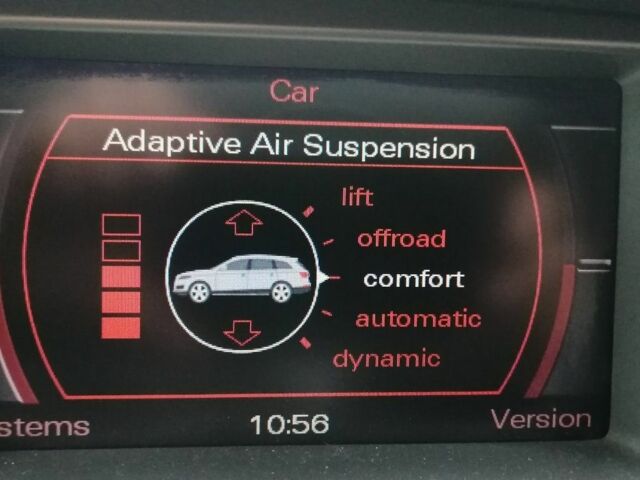 Car
Adaptive Air Suspension
lift
offroad
comfort
automatic
dynamic
stems
10:56
Version